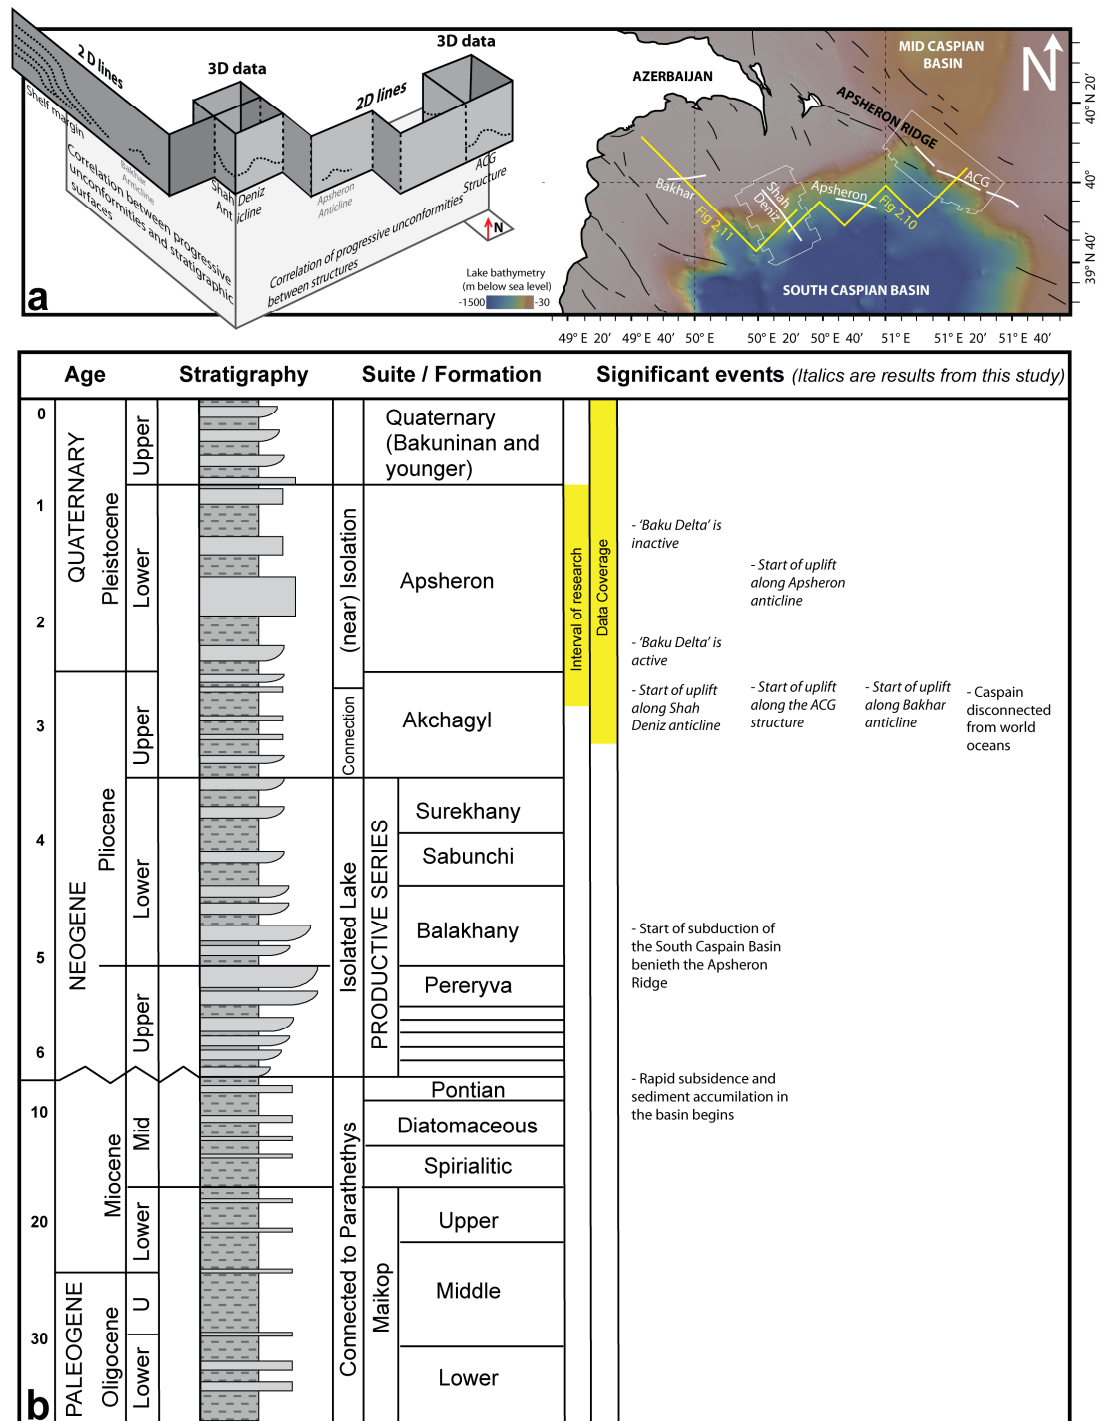 2D lines
3D data
2D lines
3D data
Shelf margin
Bakhar
Anticline
Shah Deniz
Anticline
Apsheron
Anticline
ACG
Structure
Correlation between progressive
unconformities and stratigraphic
surfaces
Correlation of progressive unconformities
between structures
N
a
Lake bathymetry
(m below sea level)
-1500
-30
AZERBAIJAN
MID CASPIAN
BASIN
N
APSHERON RIDGE
Bakhar
Shah
Deniz
Apsheron
ACG
Fig 2.11
Fig 2.10
SOUTH CASPIAN BASIN
40° N 20'
40°
39° N 40'
49° E 20'
49° E 40'
50° E
50° E 20'
50° E 40'
51° E
51° E 20'
51° E 40'
Age
Stratigraphy
Suite / Formation
Significant events (Italics are results from this study)
0
1
2
3
4
5
6
10
20
30
QUATERNARY
NEOGENE
PALEOGENE
Pleistocene
Pliocene
Miocene
Oligocene
Upper
Lower
Upper
Lower
Upper
Mid
Lower
U
Lower
(near) Isolation
Connection
Isolated Lake
Connected to Parathethys
Quaternary
(Bakuninan and
younger)
Apsheron
Akchagyl
PRODUCTIVE SERIES
Surekhany
Sabunchi
Balakhany
Pereryva
Pontian
Diatomaceous
Spirialitic
Maikop
Upper
Middle
Lower
Interval of research
Data Coverage
- 'Baku Delta' is
inactive
- Start of uplift
along Apsheron
anticline
- 'Baku Delta' is
active
- Start of uplift
along Shah
Deniz anticline
- Start of uplift
along the ACG
structure
- Start of uplift
along Bakhar
anticline
- Caspain
disconnected
from world
oceans
- Start of subduction of
the South Caspain Basin
benieth the Apsheron
Ridge
- Rapid subsidence and
sediment accumilation in
the basin begins
b